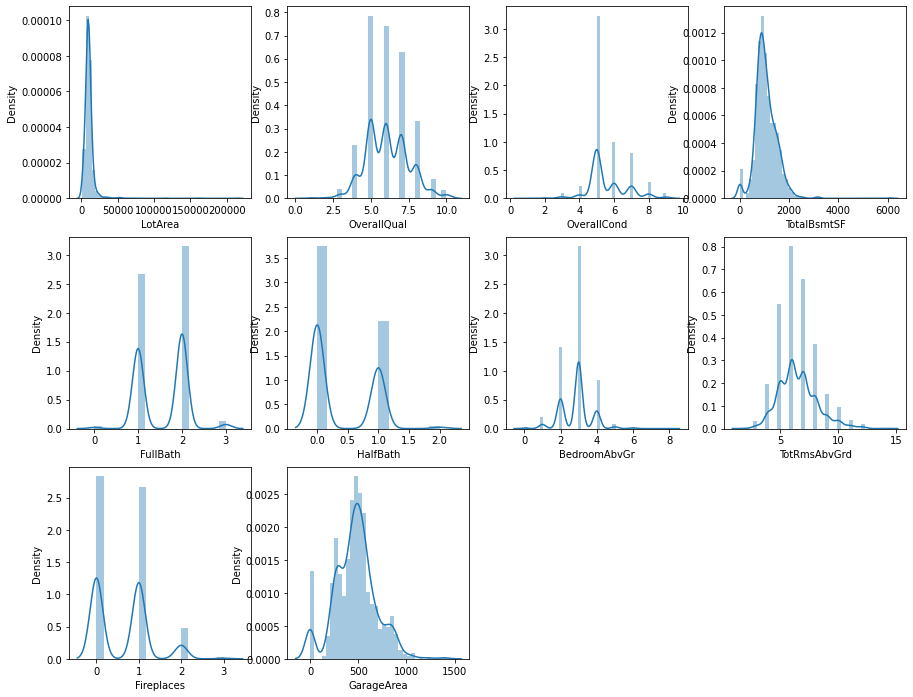 Density
0.00010
0.00008
0.00006
0.00004
0.00002
0.00000
0 50000 100000 150000 200000
LotArea
Density
0.8
0.7
0.6
0.5
0.4
0.3
0.2
0.1
0.0
0.0 2.5 5.0 7.5 10.0
OverallQual
Density
3.0
2.5
2.0
1.5
1.0
0.5
0.0
0 2 4 6 8 10
OverallCond
Density
0.0012
0.0010
0.0008
0.0006
0.0004
0.0002
0.0000
0 2000 4000 6000
TotalBsmtSF
Density
3.0
2.5
2.0
1.5
1.0
0.5
0.0
0 1 2 3
FullBath
Density
3.5
3.0
2.5
2.0
1.5
1.0
0.5
0.0
0.0 0.5 1.0 1.5 2.0
HalfBath
Density
3.0
2.5
2.0
1.5
1.0
0.5
0.0
0 2 4 6 8
BedroomAbvGr
Density
0.8
0.7
0.6
0.5
0.4
0.3
0.2
0.1
0.0
5 10 15
TotRmsAbvGrd
Density
2.5
2.0
1.5
1.0
0.5
0.0
0 1 2 3
Fireplaces
Density
0.0025
0.0020
0.0015
0.0010
0.0005
0.0000
0 500 1000 1500
GarageArea